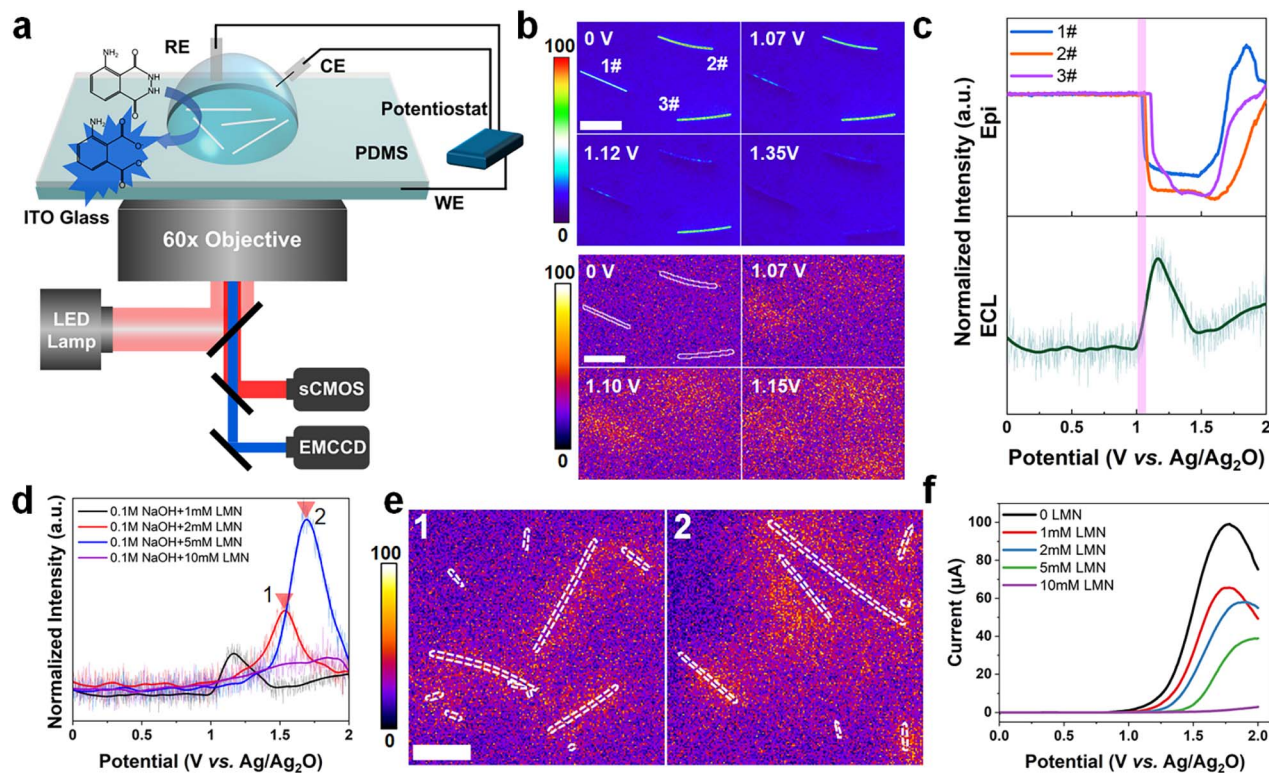 a
RE
CE
NH₂
O
NH
NH
O
NH₂
O
O⁻
O⁻
O
Potentiostat
PDMS
WE
ITO Glass
60x Objective
LED
Lamp
sCMOS
EMCCD
b
100
0
0 V
1#
2#
3#
1.07 V
1.12 V
1.35V
100
0
0 V
1.07 V
1.10 V
1.15V
c
1#
2#
3#
Normalized Intensity (a.u.)
ECL
Epi
0
0.5
1
1.5
2
Potential (V vs. Ag/Ag₂O)
d
0.1M NaOH+1mM LMN
0.1M NaOH+2mM LMN
0.1M NaOH+5mM LMN
0.1M NaOH+10mM LMN
1
2
Normalized Intensity (a.u.)
0
0.5
1
1.5
2
Potential (V vs. Ag/Ag₂O)
e
100
0
1
2
f
0 LMN
1mM LMN
2mM LMN
5mM LMN
10mM LMN
Current (μA)
100
80
60
40
20
0
0.0
0.5
1.0
1.5
2.0
Potential (V vs. Ag/Ag₂O)